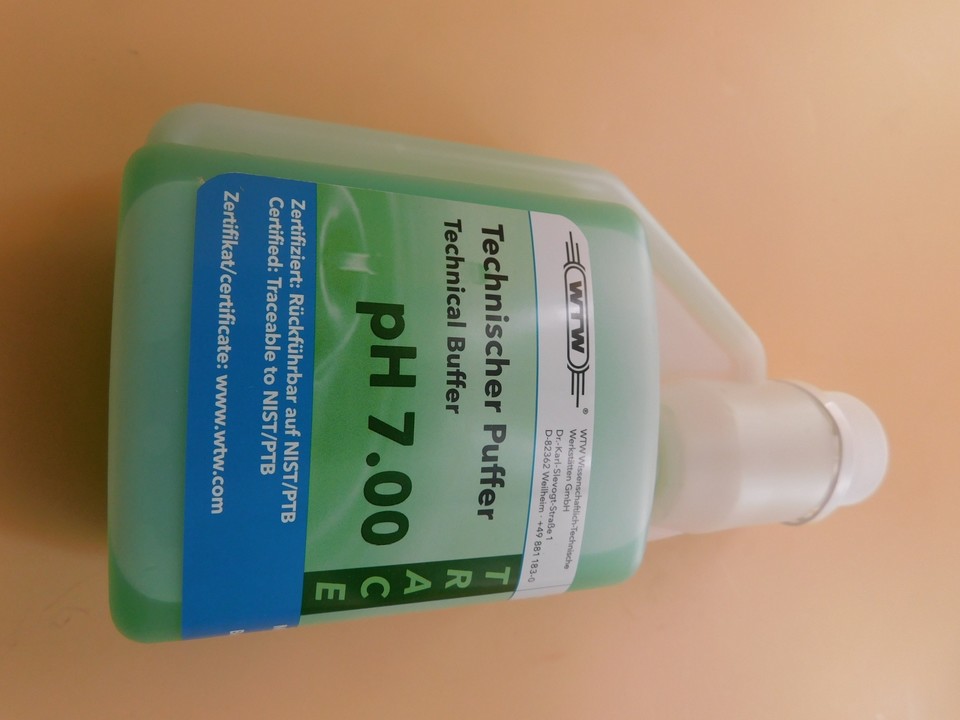 WTW
®
WTW Wissenschaftlich-Technische
Werkstätten GmbH
Dr.-Karl-Slevogt-Straße 1
D-82362 Weilheim · +49 881 183-0
Technischer Puffer
Technical Buffer
pH 7.00
TRACE
Zertifiziert: Rückführbar auf NIST/PTB
Certified: Traceable to NIST/PTB
Zertifikat/certificate: www.wtw.com